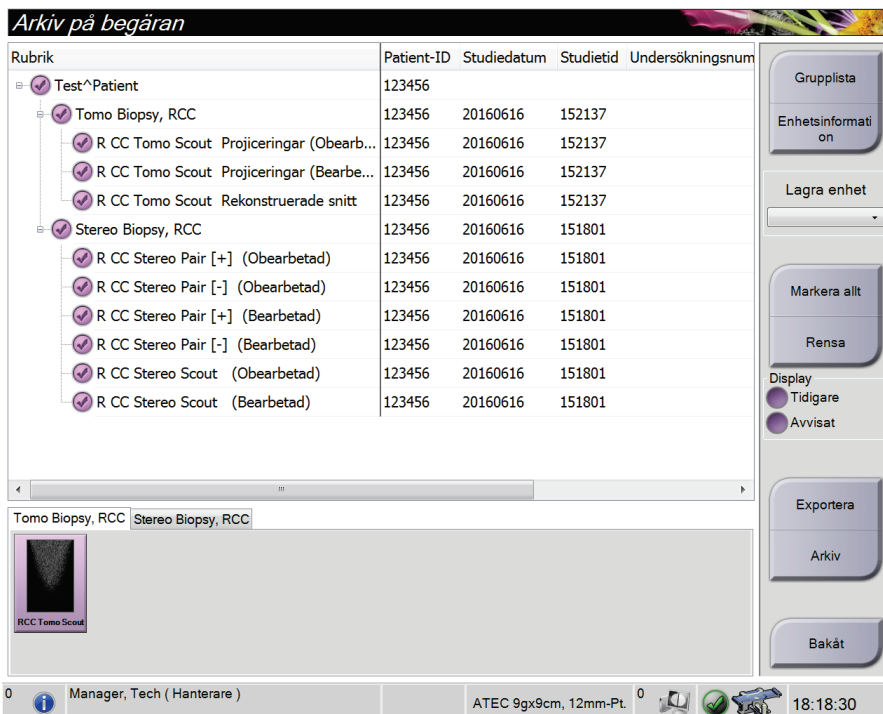 Arkiv på begäran
Rubrik Patient-ID Studiedatum Studietid Undersökningsnum
Test^Patient 123456
Tomo Biopsy, RCC 123456 20160616 152137
R CC Tomo Scout Projiceringar (Obearb... 123456 20160616 152137
R CC Tomo Scout Projiceringar (Bearbe... 123456 20160616 152137
R CC Tomo Scout Rekonstruerade snitt 123456 20160616 152137
Stereo Biopsy, RCC 123456 20160616 151801
R CC Stereo Pair [+] (Obearbetad) 123456 20160616 151801
R CC Stereo Pair [-] (Obearbetad) 123456 20160616 151801
R CC Stereo Pair [+] (Bearbetad) 123456 20160616 151801
R CC Stereo Pair [-] (Bearbetad) 123456 20160616 151801
R CC Stereo Scout (Obearbetad) 123456 20160616 151801
R CC Stereo Scout (Bearbetad) 123456 20160616 151801
Grupplista
Enhetsinformati
on
Lagra enhet
Markera allt
Rensa
Display
Tidigare
Avvisat
Exportera
Arkiv
Bakåt
Tomo Biopsy, RCC Stereo Biopsy, RCC
RCC Tomo Scout
0 Manager, Tech ( Hanterare ) ATEC 9gx9cm, 12mm-Pt. 0 18:18:30